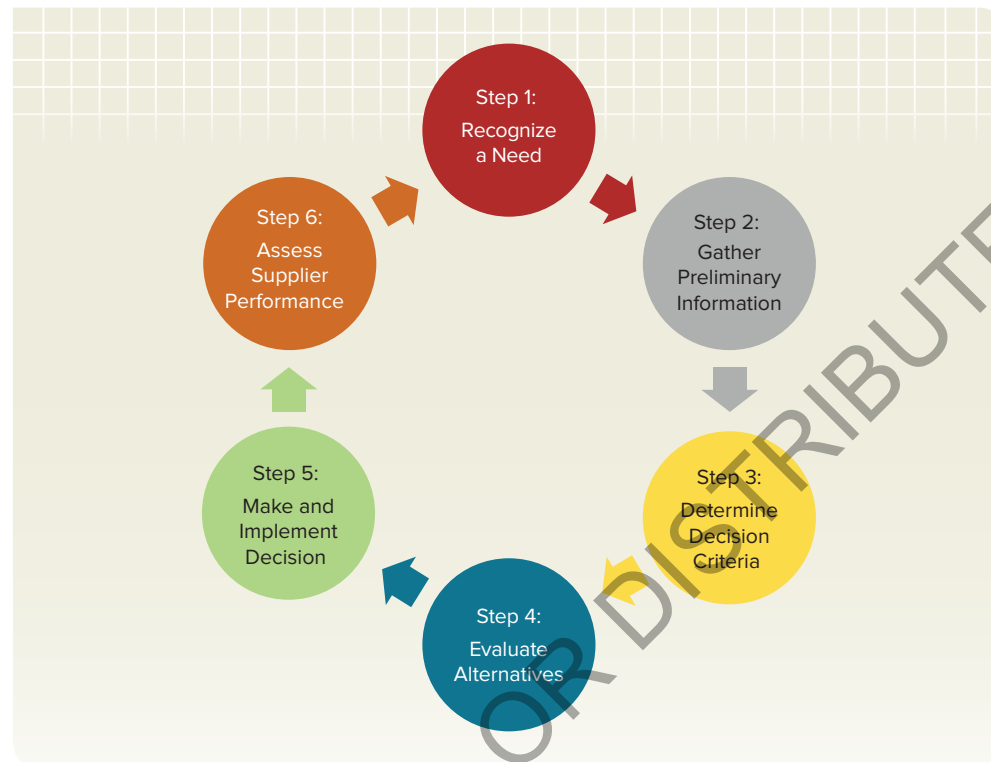 Step 1:
Recognize
a Need
Step 2:
Gather
Preliminary
Information
Step 3:
Determine
Decision
Criteria
Step 4:
Evaluate
Alternatives
Step 5:
Make and
Implement
Decision
Step 6:
Assess
Supplier
Performance
OR DISTRIBUTE